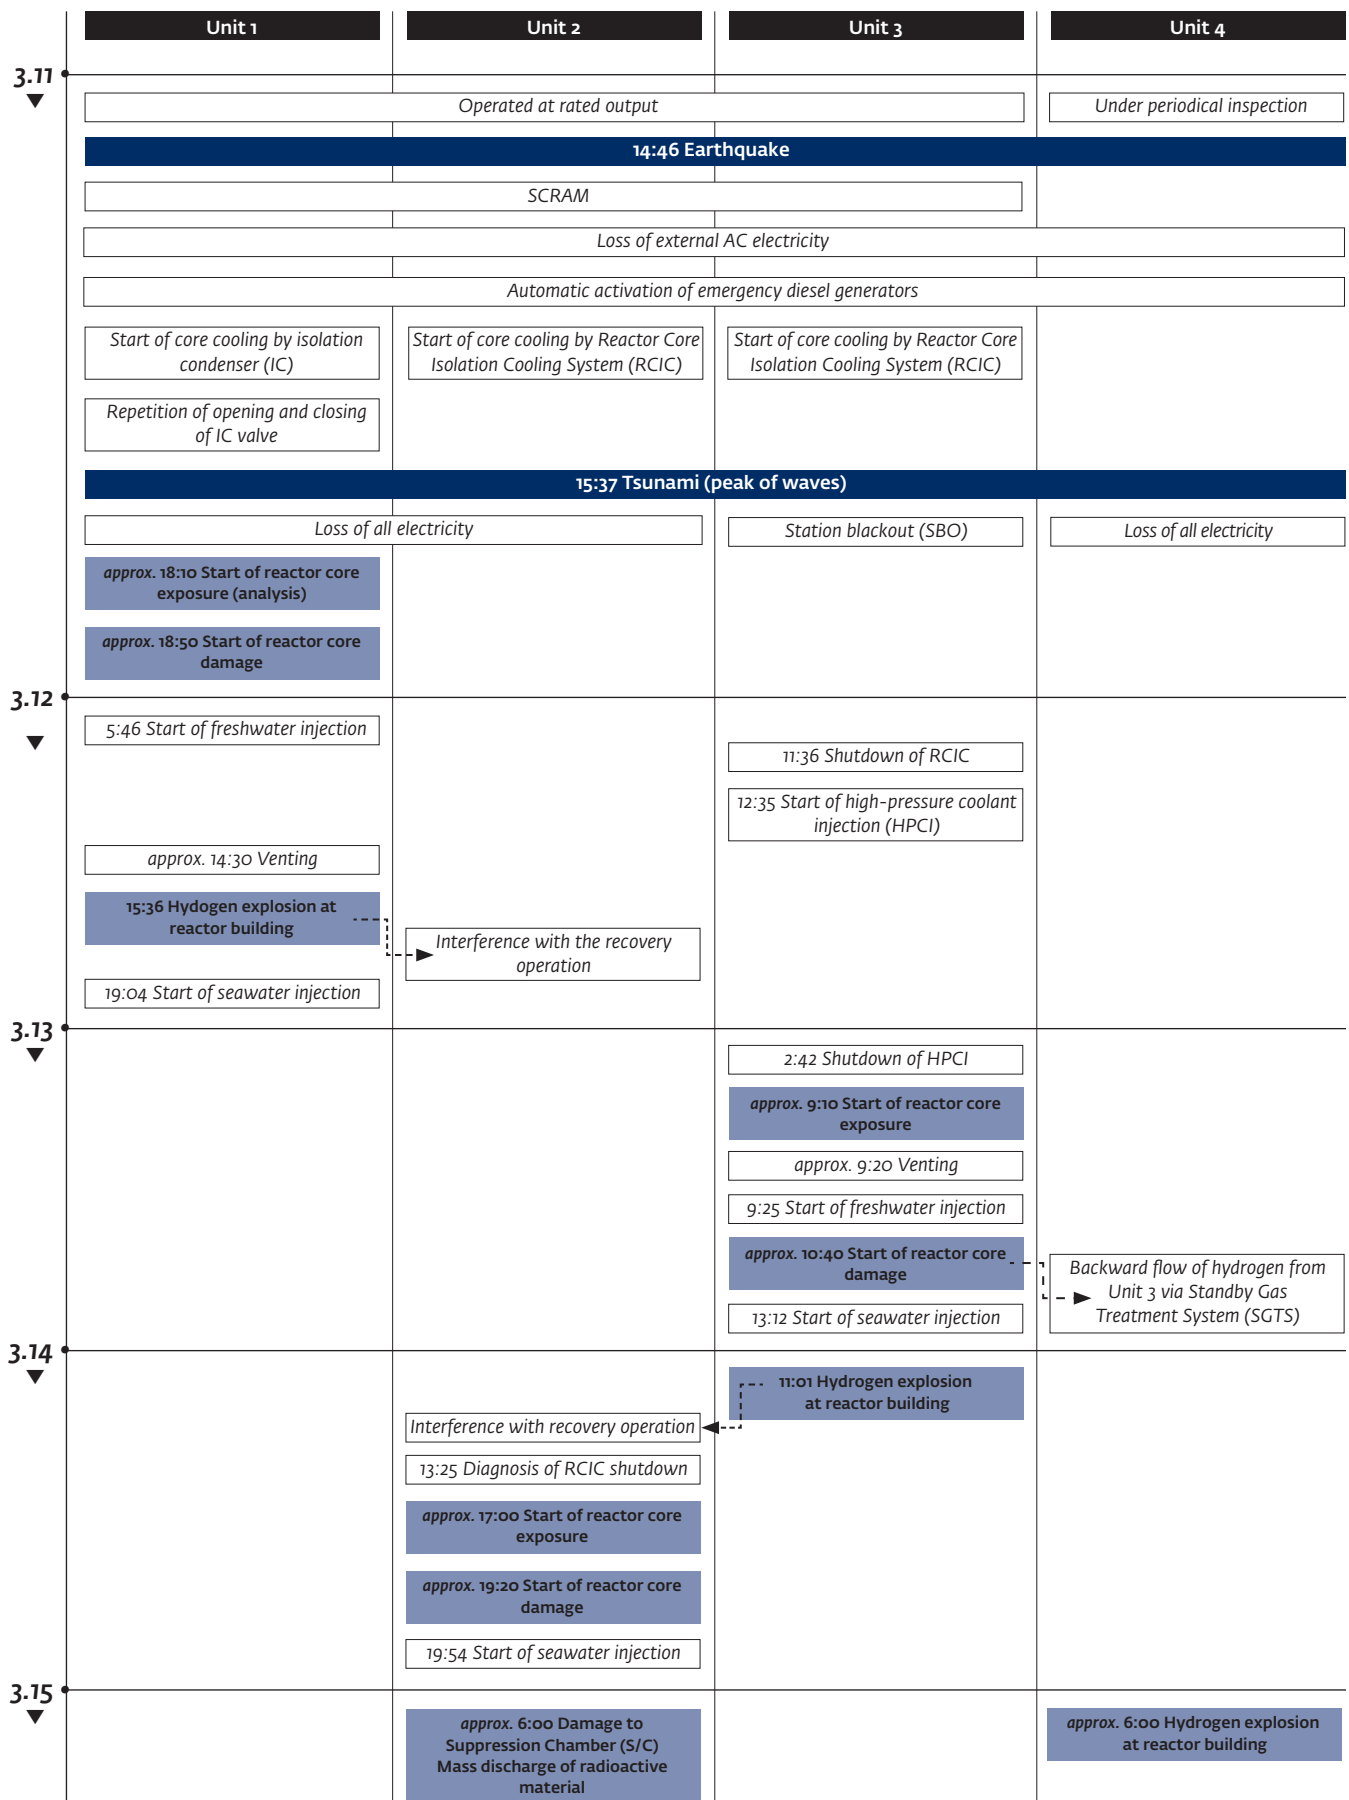 Unit 1
Unit 2
Unit 3
Unit 4
3.11
Operated at rated output
Under periodical inspection
14:46 Earthquake
SCRAM
Loss of external AC electricity
Automatic activation of emergency diesel generators
Start of core cooling by isolation
condenser (IC)
Start of core cooling by Reactor Core
Isolation Cooling System (RCIC)
Start of core cooling by Reactor Core
Isolation Cooling System (RCIC)
Repetition of opening and closing
of IC valve
15:37 Tsunami (peak of waves)
Loss of all electricity
Station blackout (SBO)
Loss of all electricity
approx. 18:10 Start of reactor core
exposure (analysis)
approx. 18:50 Start of reactor core
damage
3.12
5:46 Start of freshwater injection
11:36 Shutdown of RCIC
12:35 Start of high-pressure coolant
injection (HPCI)
approx. 14:30 Venting
15:36 Hydogen explosion at
reactor building
Interference with the recovery
operation
19:04 Start of seawater injection
3.13
2:42 Shutdown of HPCI
approx. 9:10 Start of reactor core
exposure
approx. 9:20 Venting
9:25 Start of freshwater injection
approx. 10:40 Start of reactor core
damage
Backward flow of hydrogen from
Unit 3 via Standby Gas
Treatment System (SGTS)
13:12 Start of seawater injection
3.14
11:01 Hydrogen explosion
at reactor building
Interference with recovery operation
13:25 Diagnosis of RCIC shutdown
approx. 17:00 Start of reactor core
exposure
approx. 19:20 Start of reactor core
damage
19:54 Start of seawater injection
3.15
approx. 6:00 Damage to
Suppression Chamber (S/C)
Mass discharge of radioactive
material
approx. 6:00 Hydrogen explosion
at reactor building